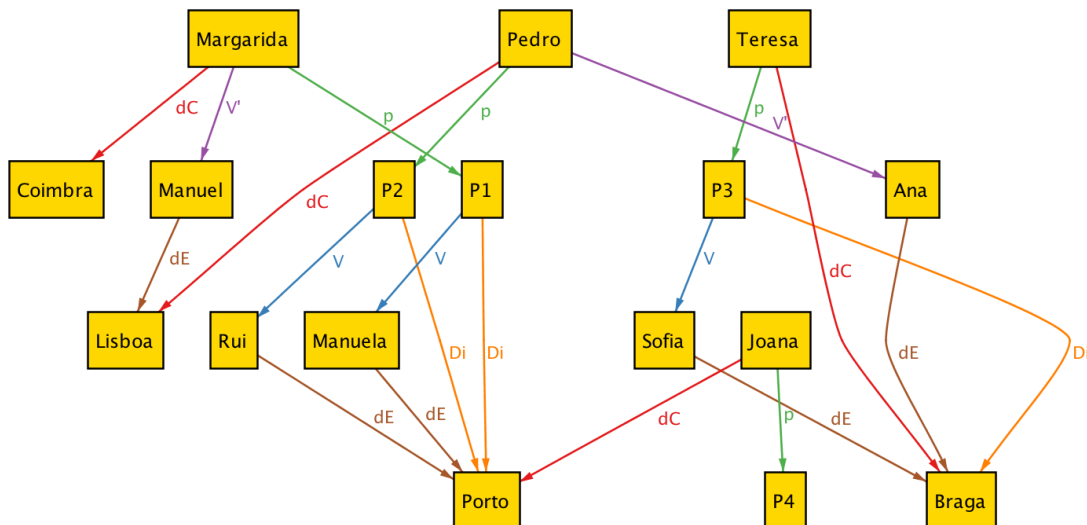 Margarida
Pedro
Teresa
dC
V'
p
p
p
V'
Coimbra
Manuel
P2
P1
P3
Ana
dC
dE
V
V
V
dC
Lisboa
Rui
Manuela
Di
Di
Sofia
Joana
dE
Di
dE
dE
dC
p
dE
Porto
P4
Braga